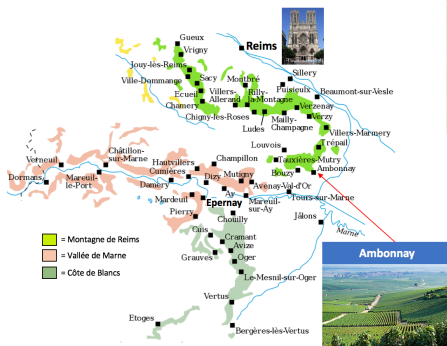 Gueux
Vrigny
Reims
Jouy-lès-Reims
Ville-Dommange
Sacy
Ecueil
Chamery
Villers-
Allerand
Montbré
Rilly-
la-Montagne
Chigny-les-Roses
Ludes
Sillery
Puisieulx
Beaumont-sur-Vesle
Verzenay
Mailly-
Champagne
Verzy
Villers-Marmery
Trépail
Louvois
Tauxières-Mutry
Bouzy
Ambonnay
Verneuil
Dormans
Châtillon-
sur-Marne
Mareuil-
le-Port
Hautvillers
Cumières
Damèry
Champillon
Dizy
Mutigny
Ay
Avenay-Val-d'Or
Mareuil-
sur-Ay
Tours-sur-Marne
Mardeuil
Epernay
Pierry
Chouilly
Jâlons
Marne
Cuis
Cramant
Avize
Grauves
Oger
Le-Mesnil-sur-Oger
Vertus
Etoges
Bergères-lès-Vertus
= Montagne de Reims
= Vallée de Marne
= Côte de Blancs
Ambonnay